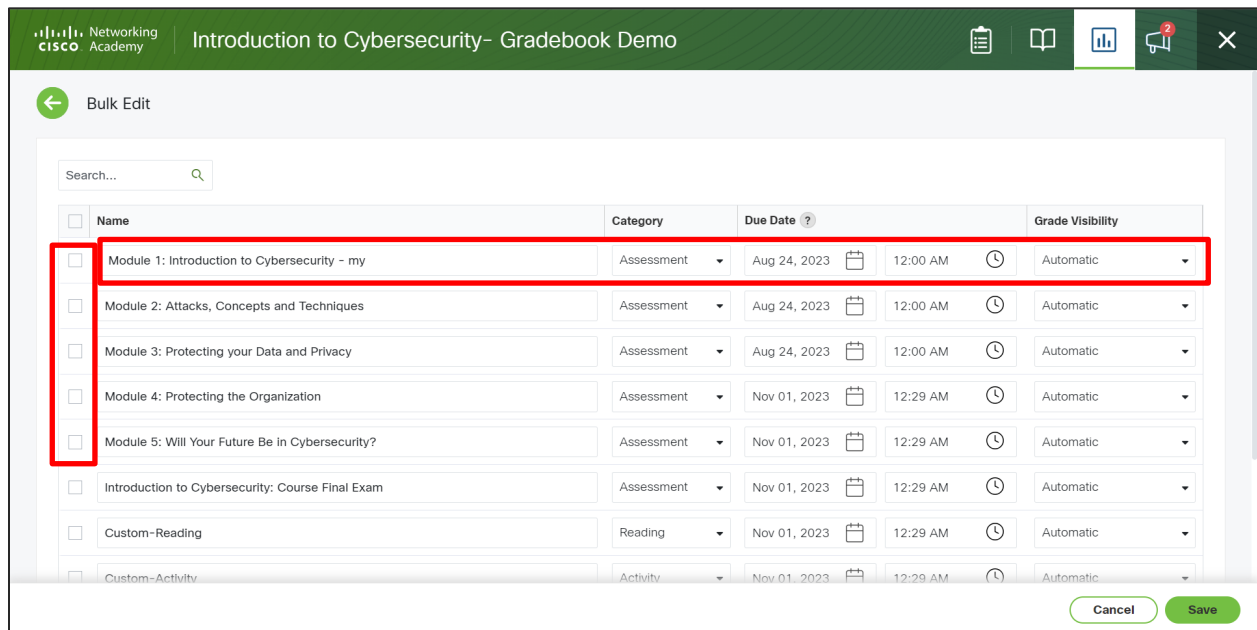 Networking
CISCO Academy
Introduction to Cybersecurity- Gradebook Demo
2
Bulk Edit
Search...
Name Category Due Date ? Grade Visibility
Module 1: Introduction to Cybersecurity - my Assessment Aug 24, 2023 12:00 AM Automatic
Module 2: Attacks, Concepts and Techniques Assessment Aug 24, 2023 12:00 AM Automatic
Module 3: Protecting your Data and Privacy Assessment Aug 24, 2023 12:00 AM Automatic
Module 4: Protecting the Organization Assessment Nov 01, 2023 12:29 AM Automatic
Module 5: Will Your Future Be in Cybersecurity? Assessment Nov 01, 2023 12:29 AM Automatic
Introduction to Cybersecurity: Course Final Exam Assessment Nov 01, 2023 12:29 AM Automatic
Custom-Reading Reading Nov 01, 2023 12:29 AM Automatic
Custom-Activity Activity Nov 01, 2023 12:29 AM Automatic
Cancel Save